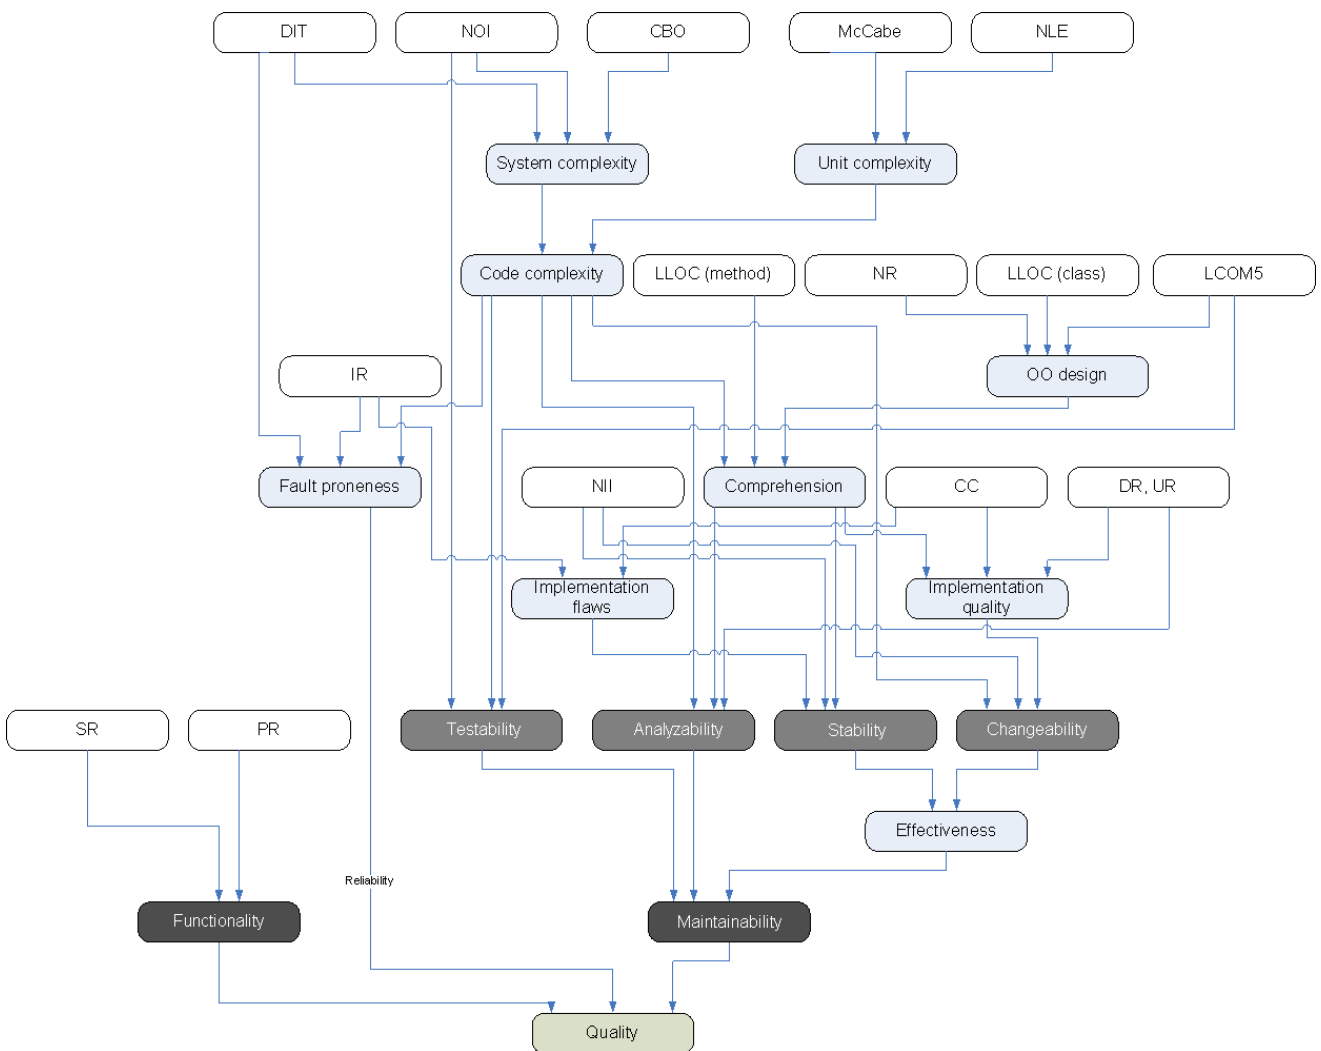 DIT
NOI
CBO
McCabe
NLE
System complexity
Unit complexity
Code complexity
LLOC (method)
NR
LLOC (class)
LCOM5
IR
OO design
Fault proneness
NII
Comprehension
CC
DR, UR
Implementation
flaws
Implementation
quality
SR
PR
Testability
Analyzability
Stability
Changeability
Effectiveness
Reliability
Functionality
Maintainability
Quality